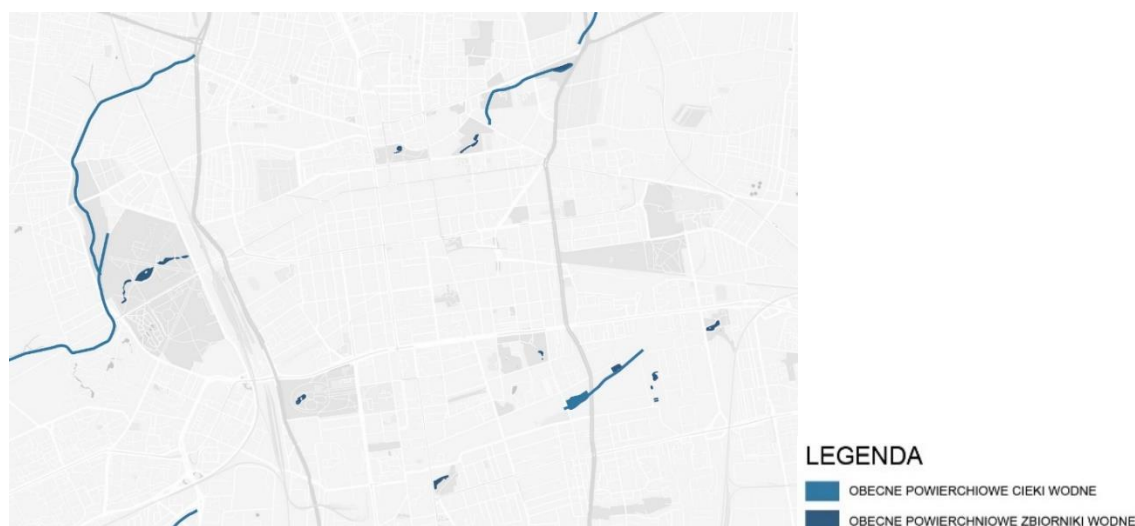 LEGENDA
OBECNE POWIERCHIOWE CIEKI WODNE
OBECNE POWIERCHNIOWE ZBIORNIKI WODNE